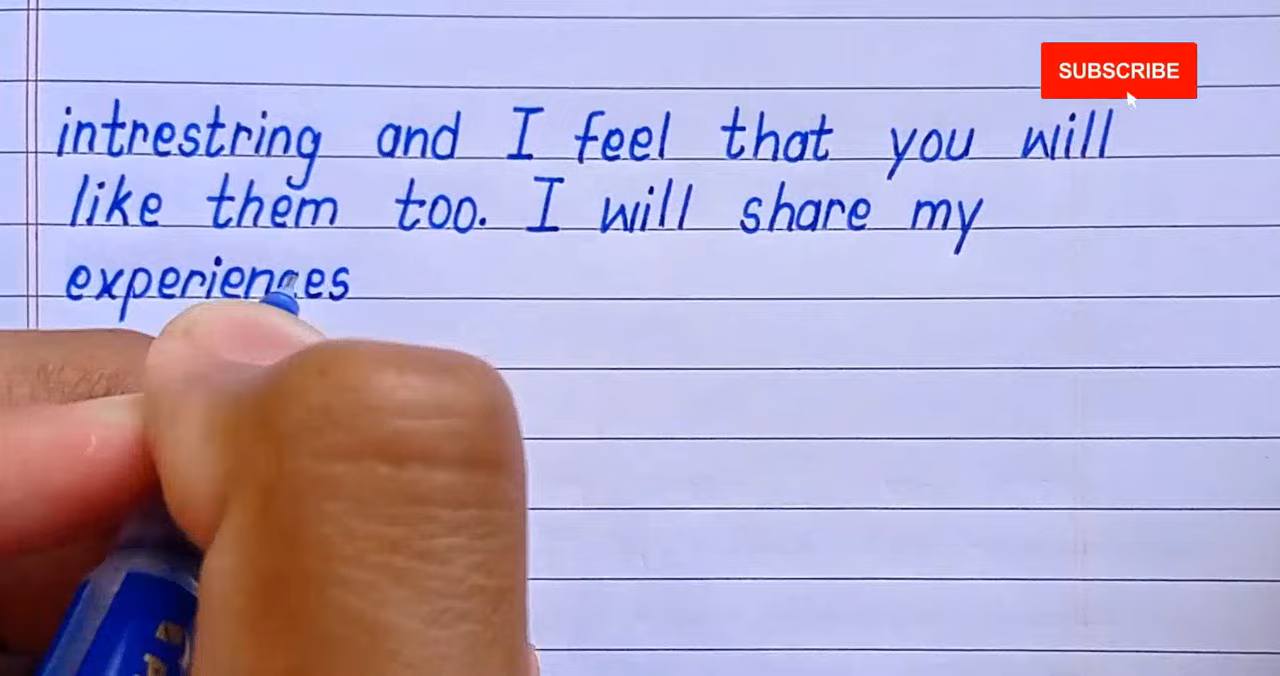 SUBSCRIBE
intrestring and I feel that you will
like them too. I will share my
experiences